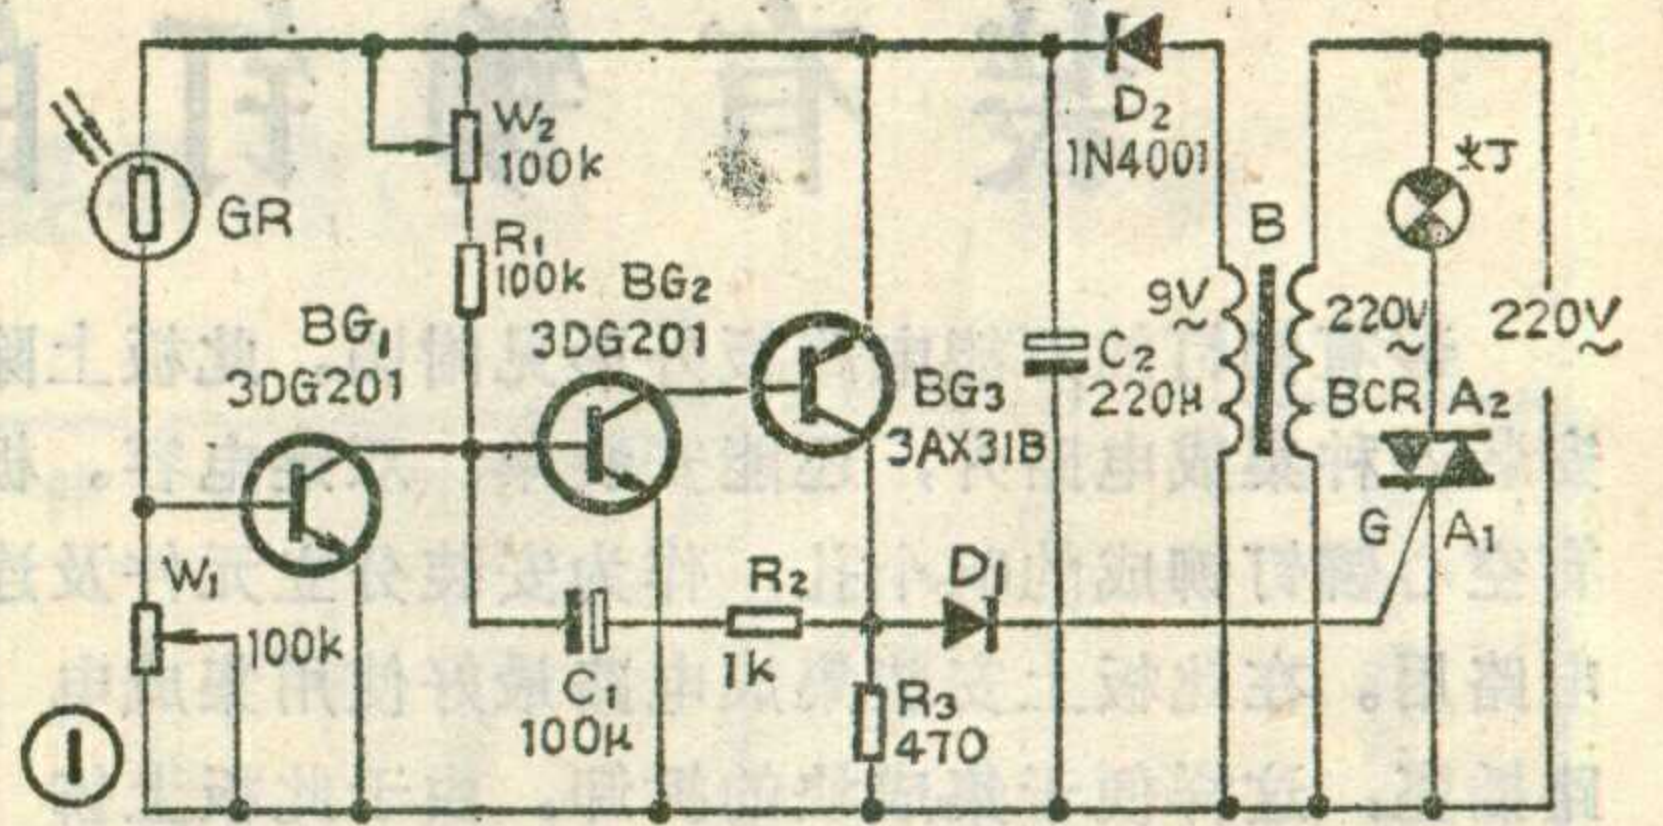 D₂
1N4001
W₂
100k
灯
GR
R₁
100k
B
BG₂
3DG201
9V~
220V~
220V~
BG₁
3DG201
C₂
220μ
BG₃
3AX31B
BCR
A₂
G
A₁
W₁
100k
R₂
1k
D₁
C₁
100μ
R₃
470
①